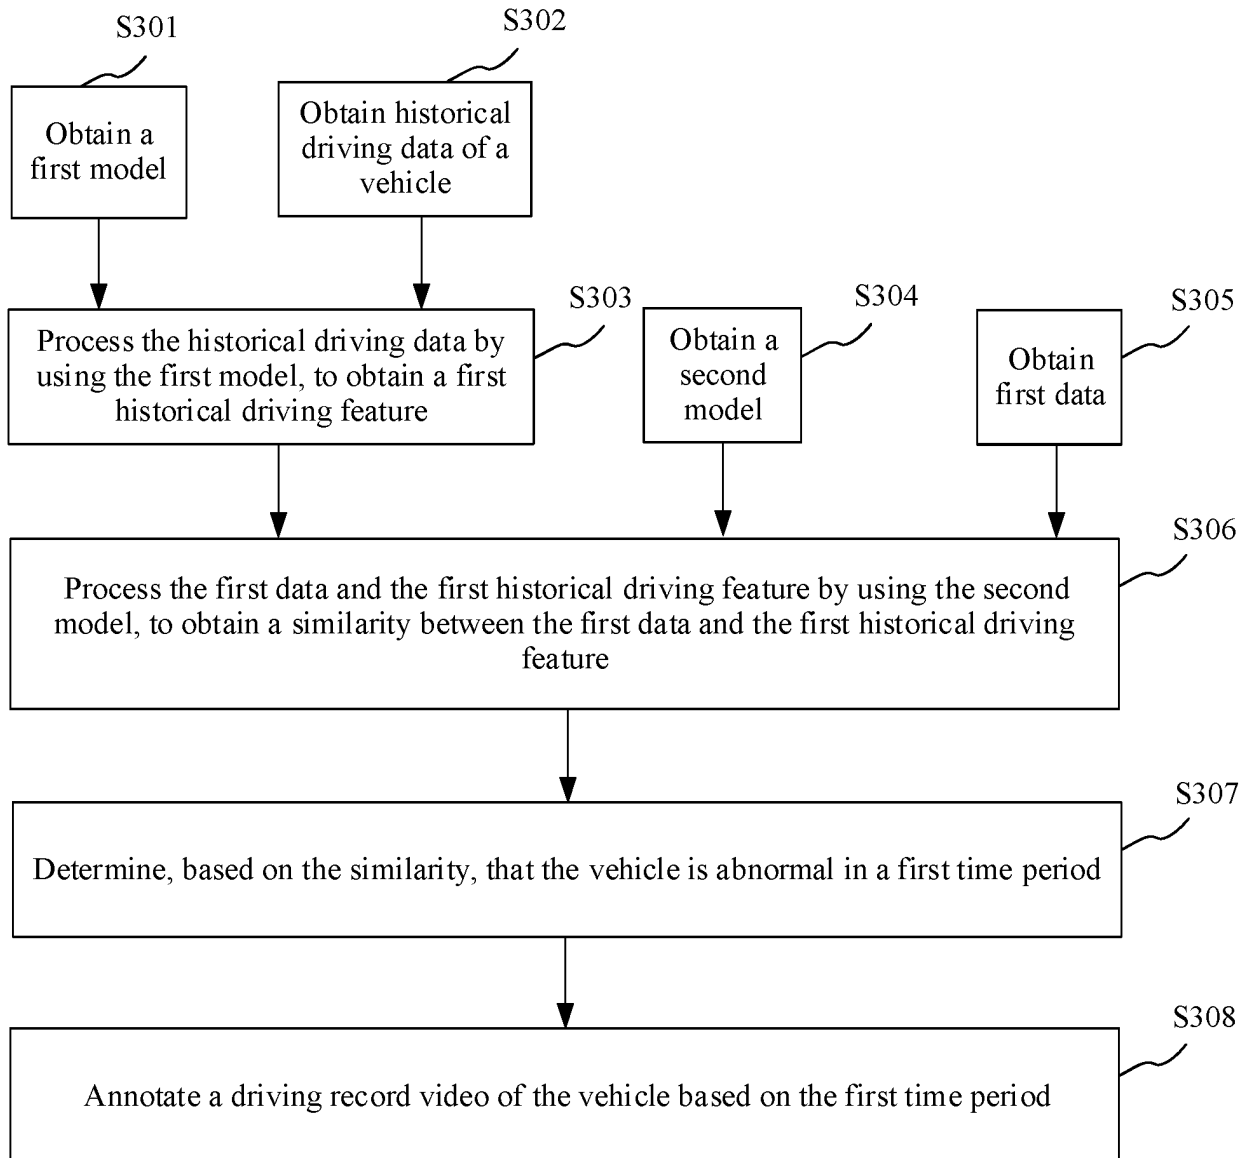 S301
S302
Obtain a
first model
Obtain historical
driving data of a
vehicle
S303
S304
S305
Process the historical driving data by
using the first model, to obtain a first
historical driving feature
Obtain a
second
model
Obtain
first data
S306
Process the first data and the first historical driving feature by using the second
model, to obtain a similarity between the first data and the first historical driving
feature
S307
Determine, based on the similarity, that the vehicle is abnormal in a first time period
S308
Annotate a driving record video of the vehicle based on the first time period